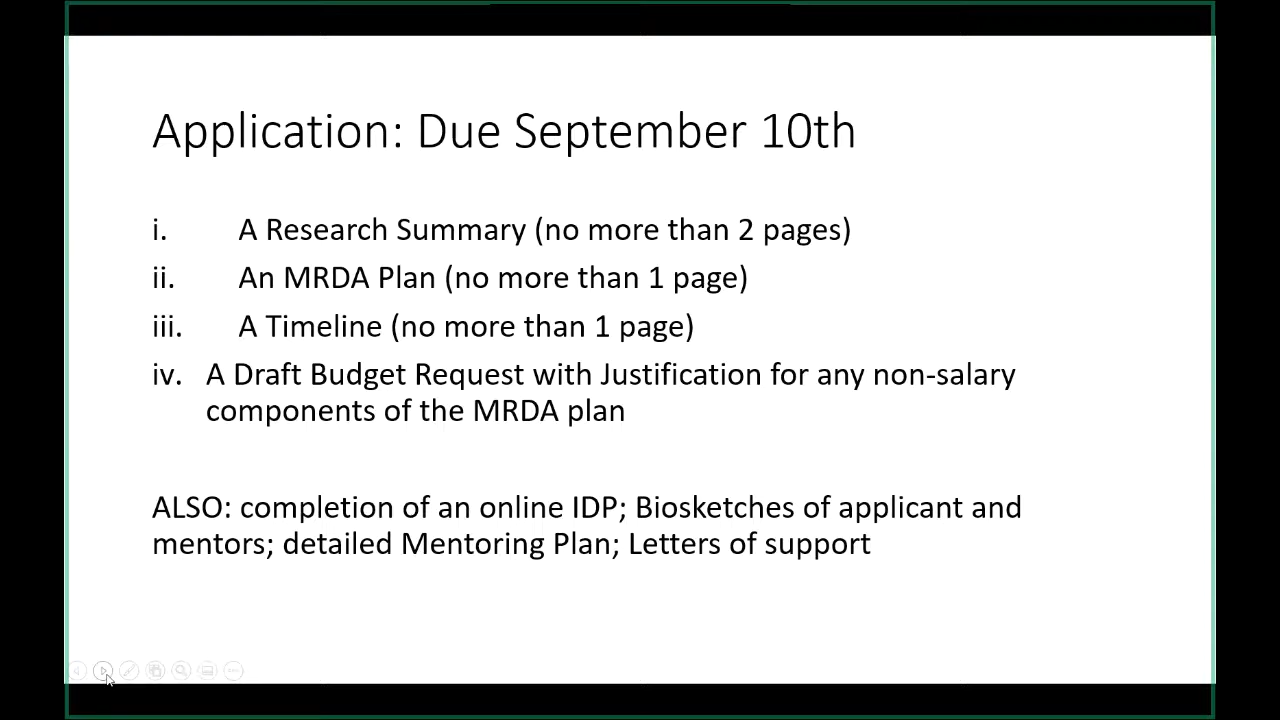 Application: Due September 10th
i. A Research Summary (no more than 2 pages)
ii. An MRDA Plan (no more than 1 page)
iii. A Timeline (no more than 1 page)
iv. A Draft Budget Request with Justification for any non-salary
components of the MRDA plan
ALSO: completion of an online IDP; Biosketches of applicant and
mentors; detailed Mentoring Plan; Letters of support